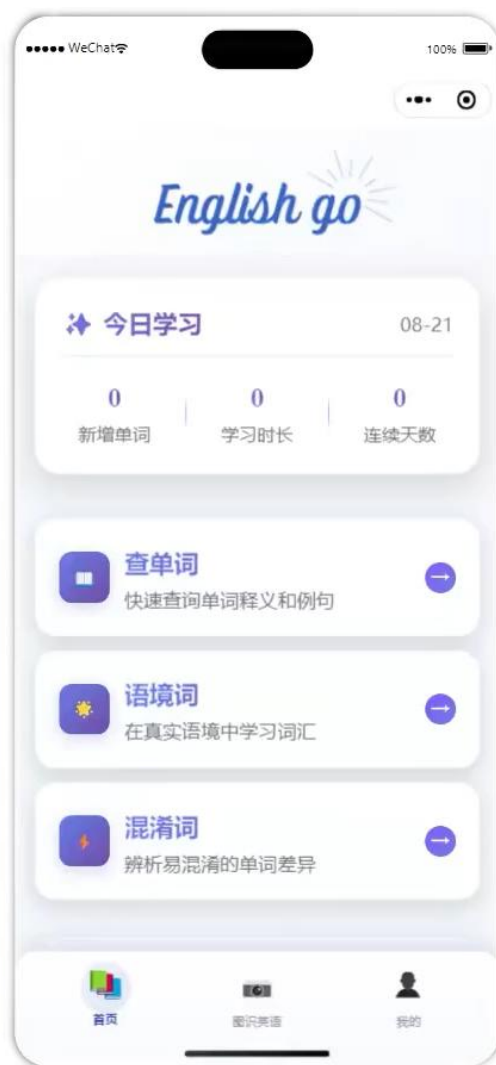 WeChat
100%
English go
今日学习
08-21
0
0
0
新增单词
学习时长
连续天数
查单词
快速查询单词释义和例句
语境词
在真实语境中学习词汇
混淆词
辨析易混淆的单词差异
首页
图识英语
我的